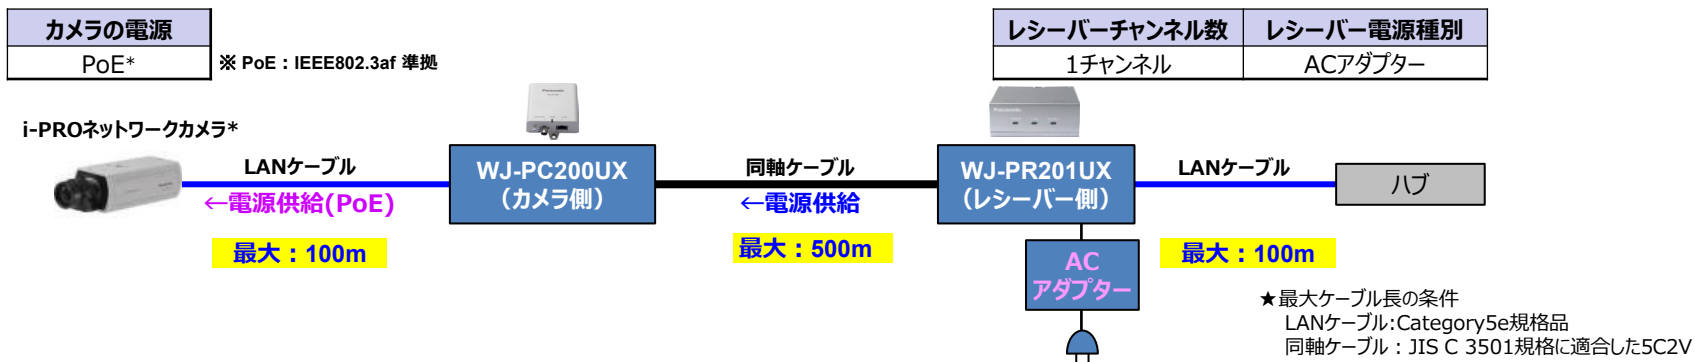 カメラの電源
PoE*
※ PoE：IEEE802.3af 準拠
レシーバーチャンネル数 レシーバー電源種別
1チャンネル ACアダプター
i-PROネットワークカメラ*
LANケーブル
←電源供給(PoE)
最大：100m
WJ-PC200UX
（カメラ側）
同軸ケーブル
←電源供給
最大：500m
WJ-PR201UX
（レシーバー側）
AC
アダプター
LANケーブル
最大：100m
ハブ
★最大ケーブル長の条件
LANケーブル:Category5e規格品
同軸ケーブル：JIS C 3501規格に適合した5C2V